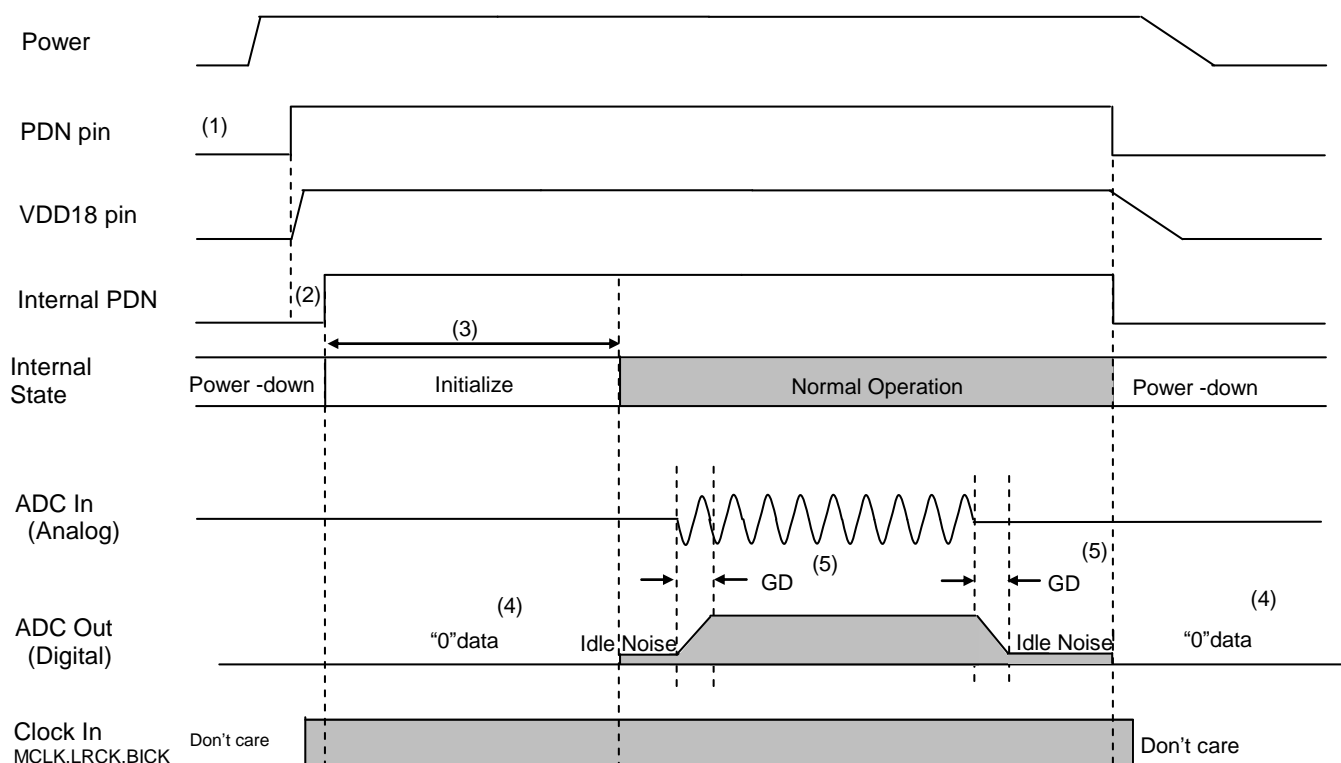 Power
PDN pin
(1)
VDD18 pin
Internal PDN
(2)
(3)
Internal
State
Power -down
Initialize
Normal Operation
Power -down
ADC In
(Analog)
(5)
GD
(5)
GD
ADC Out
(Digital)
(4)
“0”data
Idle Noise
Idle Noise
(4)
“0”data
Clock In
MCLK,LRCK,BICK
Don’t care
Don’t care